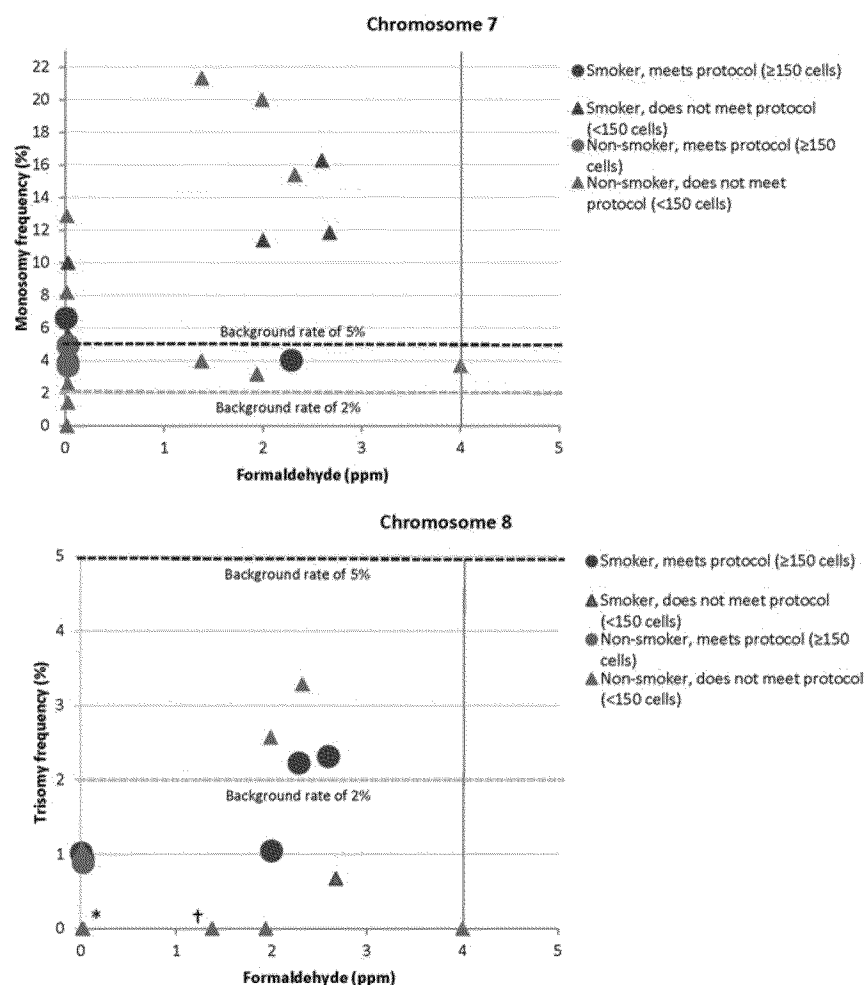 Chromosome 7
22
20
18
16
14
12
10
8
6
4
2
0
Monosomy frequency (%)
Background rate of 5%
Background rate of 2%
0 1 2 3 4 5
Formaldehyde (ppm)
Smoker, meets protocol (≥150 cells)
Smoker, does not meet protocol
(<150 cells)
Non-smoker, meets protocol (≥150
cells)
Non-smoker, does not meet
protocol (<150 cells)
Chromosome 8
5
4
3
2
1
0
Trisomy frequency (%)
Background rate of 5%
Background rate of 2%
* †
0 1 2 3 4 5
Formaldehyde (ppm)
Smoker, meets protocol (≥150 cells)
Smoker, does not meet protocol
(<150 cells)
Non-smoker, meets protocol (≥150
cells)
Non-smoker, does not meet protocol
(<150 cells)